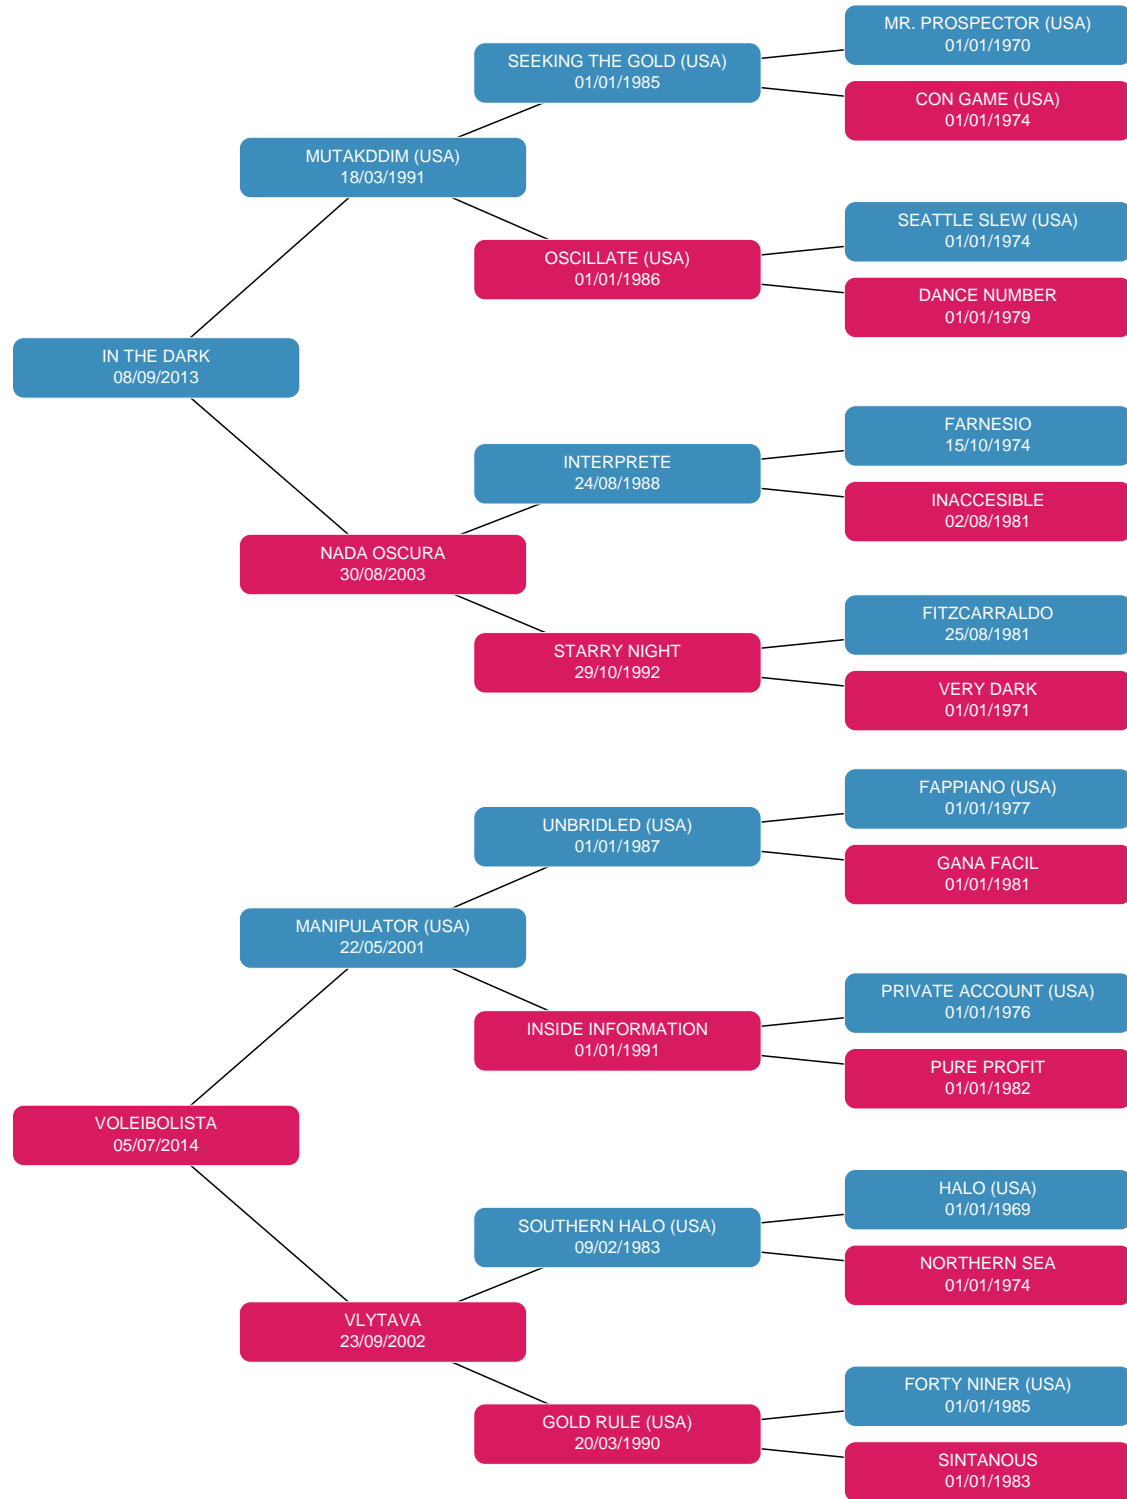 MR. PROSPECTOR (USA)
01/01/1970
SEEKING THE GOLD (USA)
01/01/1985
CON GAME (USA)
01/01/1974
MUTAKDDIM (USA)
18/03/1991
SEATTLE SLEW (USA)
01/01/1974
OSCILLATE (USA)
01/01/1986
DANCE NUMBER
01/01/1979
IN THE DARK
08/09/2013
FARNESIO
15/10/1974
INTERPRETE
24/08/1988
INACCESIBLE
02/08/1981
NADA OSCURA
30/08/2003
FITZCARRALDO
25/08/1981
STARRY NIGHT
29/10/1992
VERY DARK
01/01/1971
FAPPIANO (USA)
01/01/1977
UNBRIDLED (USA)
01/01/1987
GANA FACIL
01/01/1981
MANIPULATOR (USA)
22/05/2001
PRIVATE ACCOUNT (USA)
01/01/1976
INSIDE INFORMATION
01/01/1991
PURE PROFIT
01/01/1982
VOLEIBOLISTA
05/07/2014
HALO (USA)
01/01/1969
SOUTHERN HALO (USA)
09/02/1983
NORTHERN SEA
01/01/1974
VLYTAVA
23/09/2002
FORTY NINER (USA)
01/01/1985
GOLD RULE (USA)
20/03/1990
SINTANOUS
01/01/1983